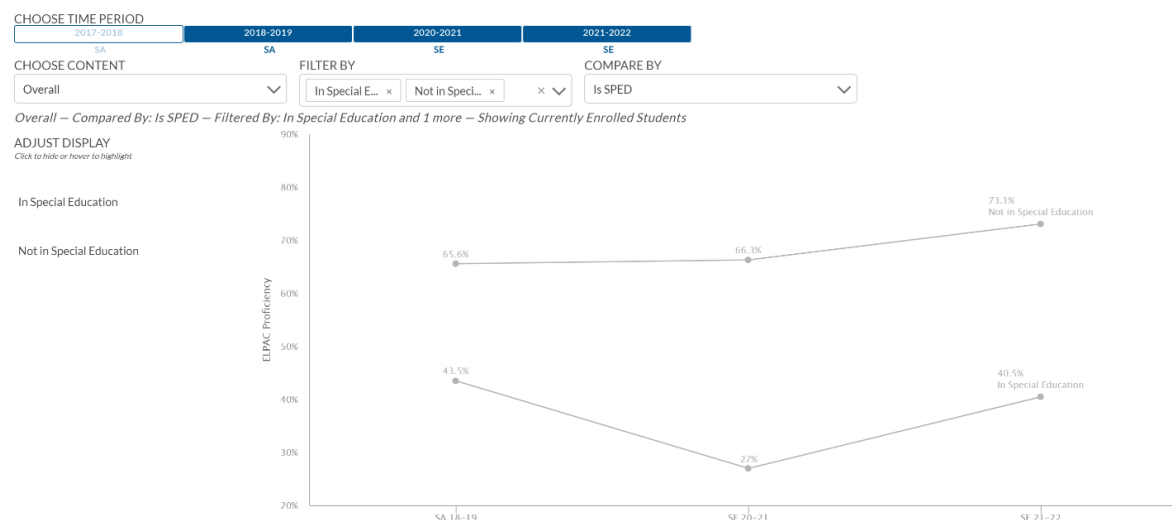 CHOOSE TIME PERIOD
2017-2018 2018-2019 2020-2021 2021-2022
SA SA SE SE
CHOOSE CONTENT FILTER BY COMPARE BY
Overall In Special E... × Not in Speci... × × Is SPED
Overall — Compared By: Is SPED — Filtered By: In Special Education and 1 more — Showing Currently Enrolled Students
ADJUST DISPLAY
Click to hide or hover to highlight
In Special Education
Not in Special Education
ELPAC Proficiency
90%
80%
70%
60%
50%
40%
30%
20%
65.6%
66.3%
73.1%
Not in Special Education
43.5%
27%
40.5%
In Special Education
SA 18-19 SE 20-21 SE 21-22